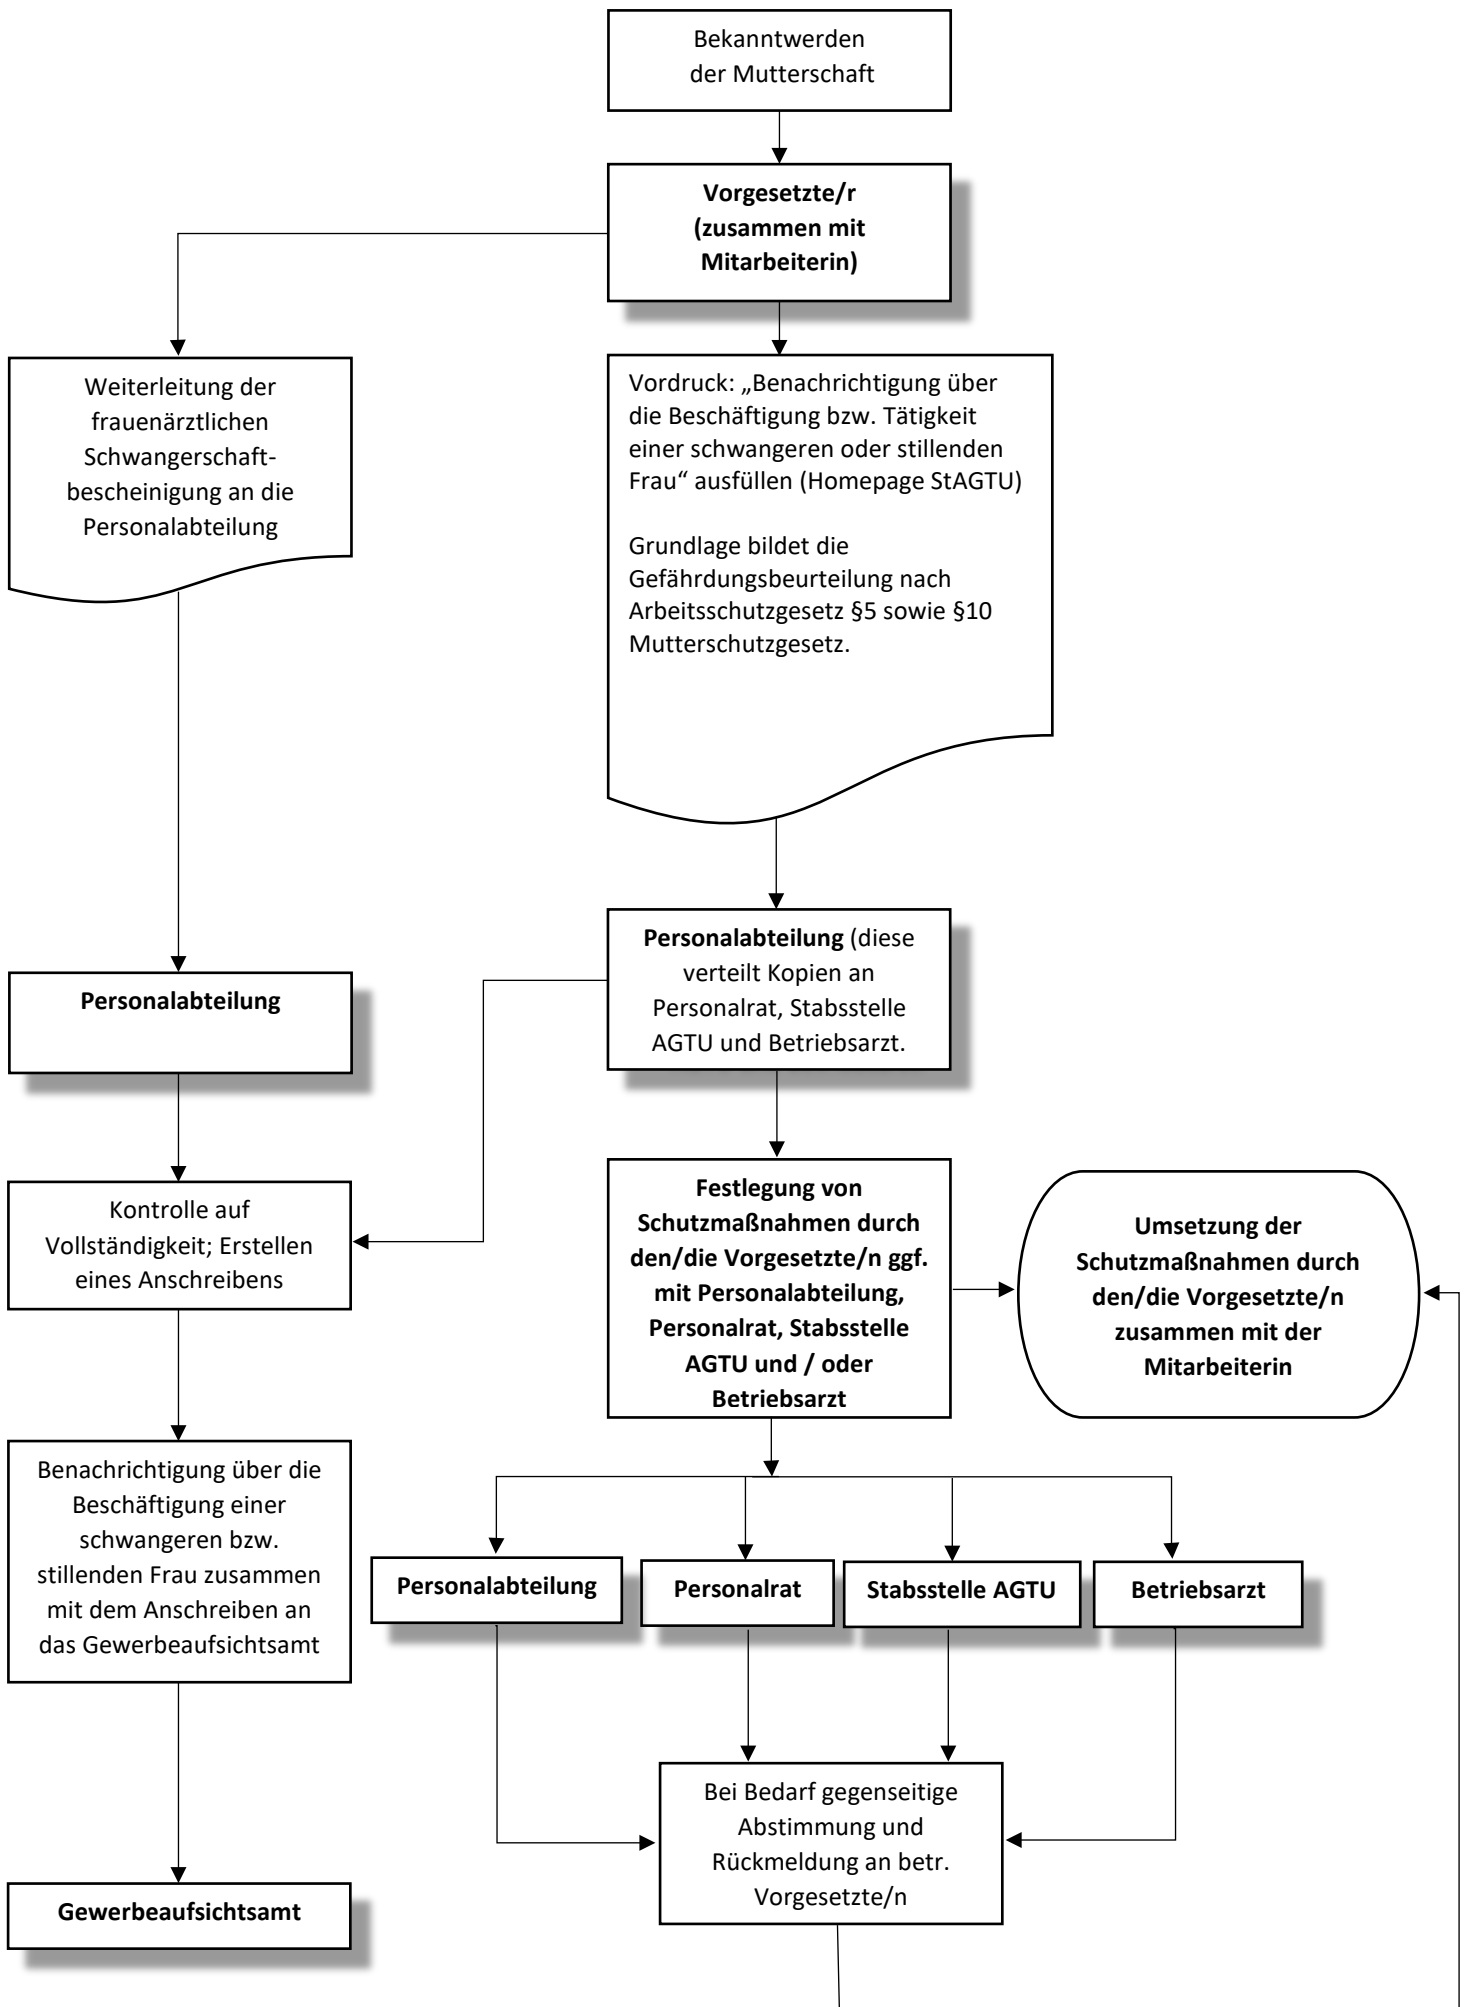 Bekanntwerden
der Mutterschaft
Vorgesetzte/r
(zusammen mit
Mitarbeiterin)
Weiterleitung der
frauenärztlichen
Schwangerschaft-
bescheinigung an die
Personalabteilung
Vordruck: „Benachrichtigung über
die Beschäftigung bzw. Tätigkeit
einer schwangeren oder stillenden
Frau“ ausfüllen (Homepage StAGTU)
Grundlage bildet die
Gefährdungsbeurteilung nach
Arbeitsschutzgesetz §5 sowie §10
Mutterschutzgesetz.
Personalabteilung
Personalabteilung (diese
verteilt Kopien an
Personalrat, Stabsstelle
AGTU und Betriebsarzt.
Kontrolle auf
Vollständigkeit; Erstellen
eines Anschreibens
Festlegung von
Schutzmaßnahmen durch
den/die Vorgesetzte/n ggf.
mit Personalabteilung,
Personalrat, Stabsstelle
AGTU und / oder
Betriebsarzt
Umsetzung der
Schutzmaßnahmen durch
den/die Vorgesetzte/n
zusammen mit der
Mitarbeiterin
Benachrichtigung über die
Beschäftigung einer
schwangeren bzw.
stillenden Frau zusammen
mit dem Anschreiben an
das Gewerbeaufsichtsamt
Personalabteilung
Personalrat
Stabsstelle AGTU
Betriebsarzt
Bei Bedarf gegenseitige
Abstimmung und
Rückmeldung an betr.
Vorgesetzte/n
Gewerbeaufsichtsamt